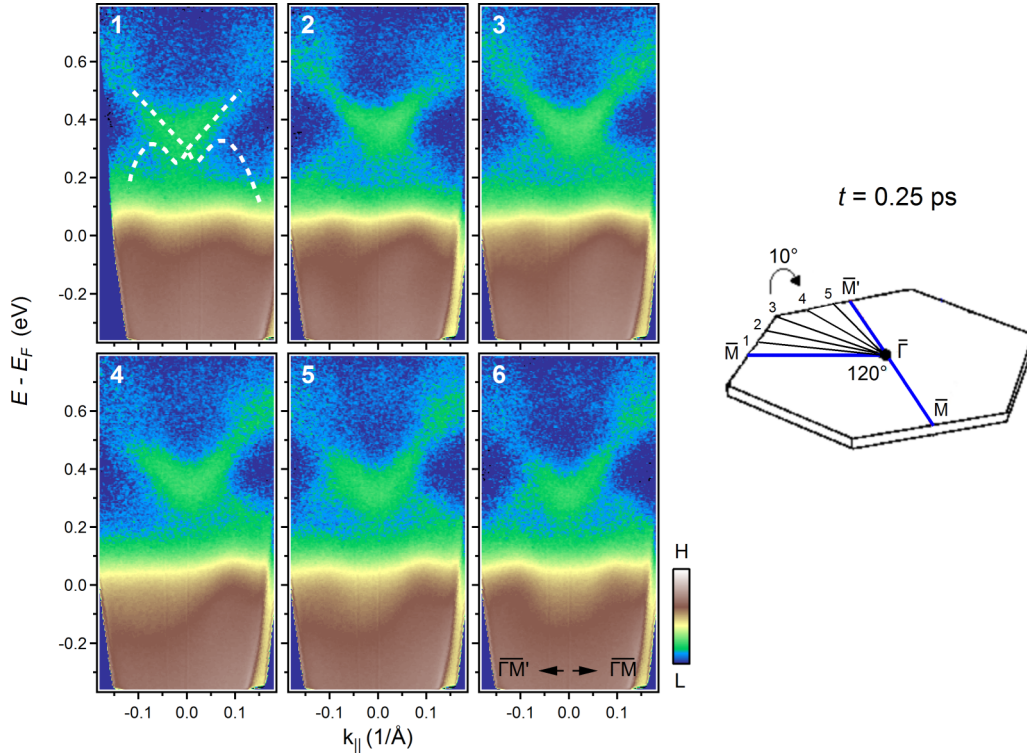 1 2 3
0.6
0.4
0.2
0.0
-0.2
E - E_F (eV)
t = 0.25 ps
10°
3 4 5 M̅'
2
1
M̅ Γ̅
120°
M̅
4 5 6
0.6
0.4
0.2
0.0
-0.2
H
L
Γ̅M̅' Γ̅M̅
-0.1 0.0 0.1 -0.1 0.0 0.1 -0.1 0.0 0.1
k_|| (1/Å)